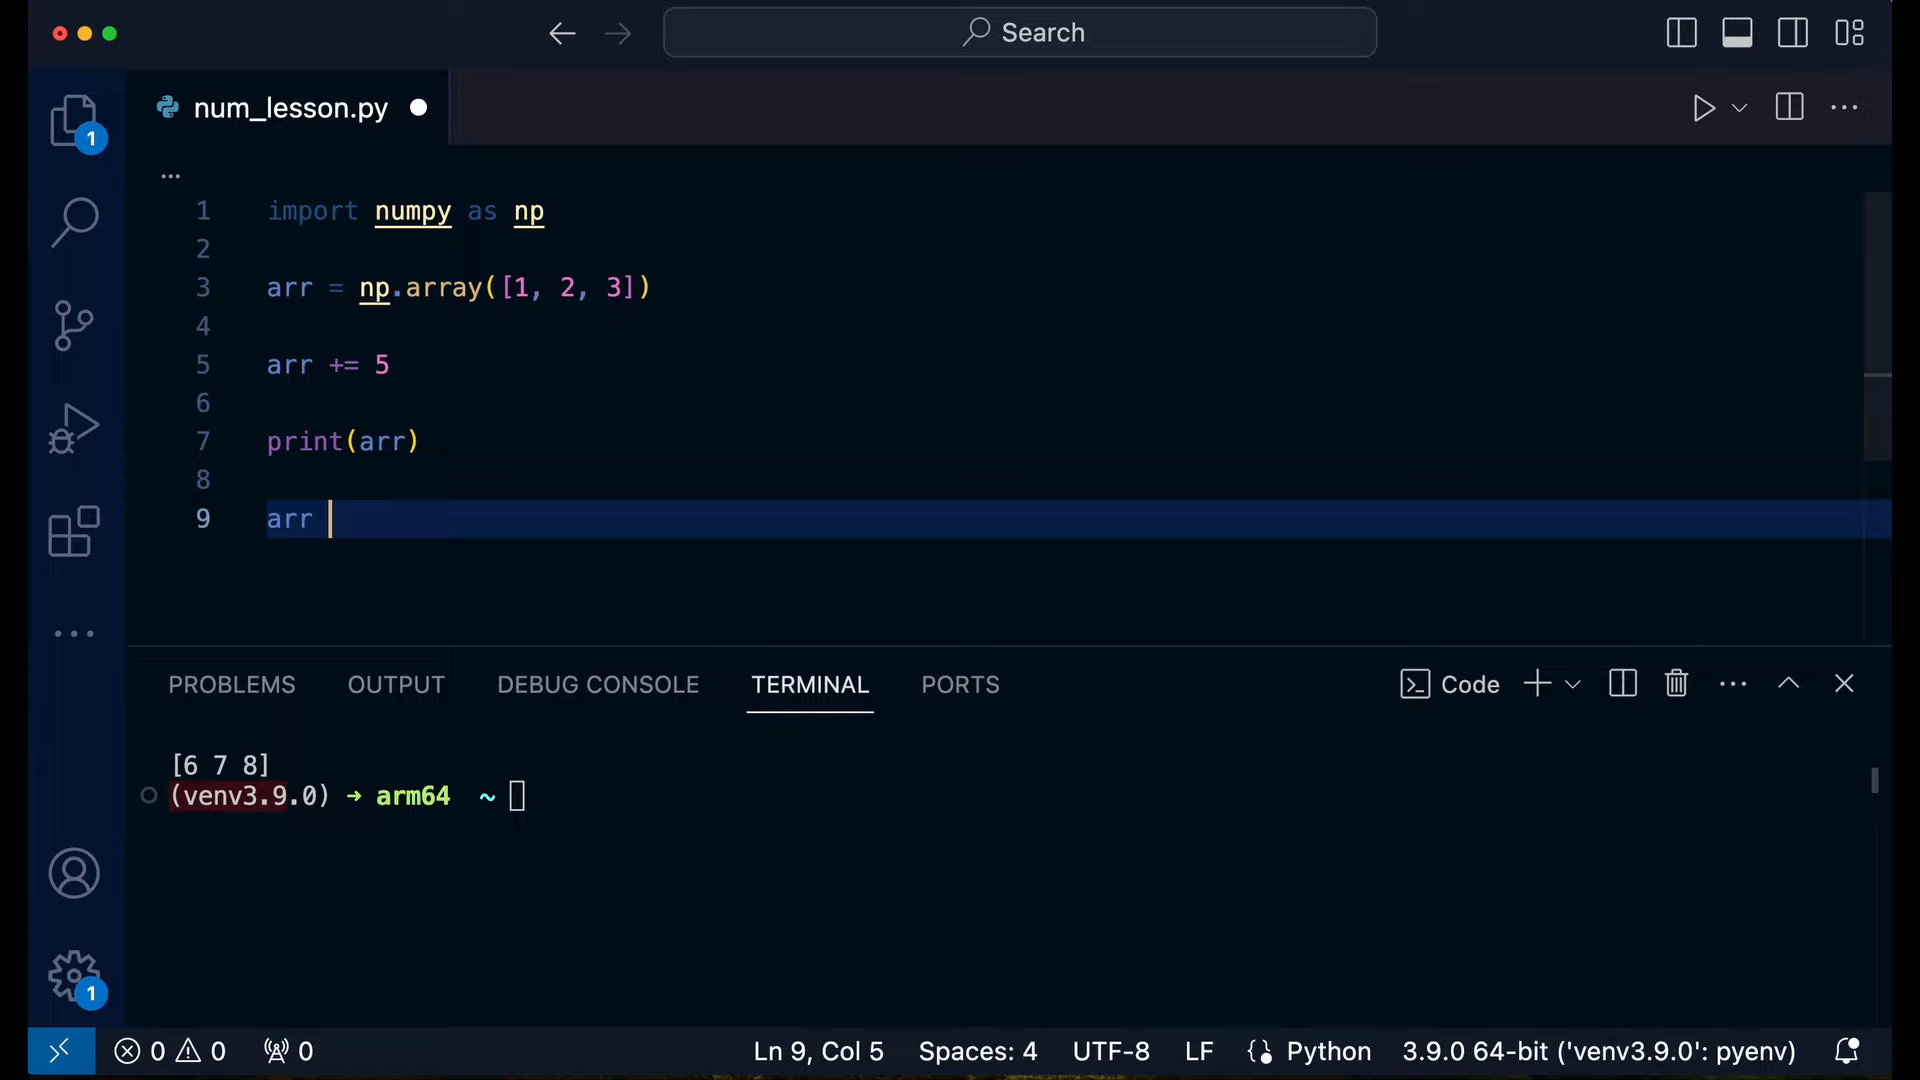 Search
num_lesson.py
1
...
1 import numpy as np
2
3 arr = np.array([1, 2, 3])
4
5 arr += 5
6
7 print(arr)
8
9 arr
PROBLEMS OUTPUT DEBUG CONSOLE TERMINAL PORTS Code
[6 7 8]
(venv3.9.0) ➜ arm64 ~
1
0 0 0 Ln 9, Col 5 Spaces: 4 UTF-8 LF Python 3.9.0 64-bit ('venv3.9.0': pyenv)